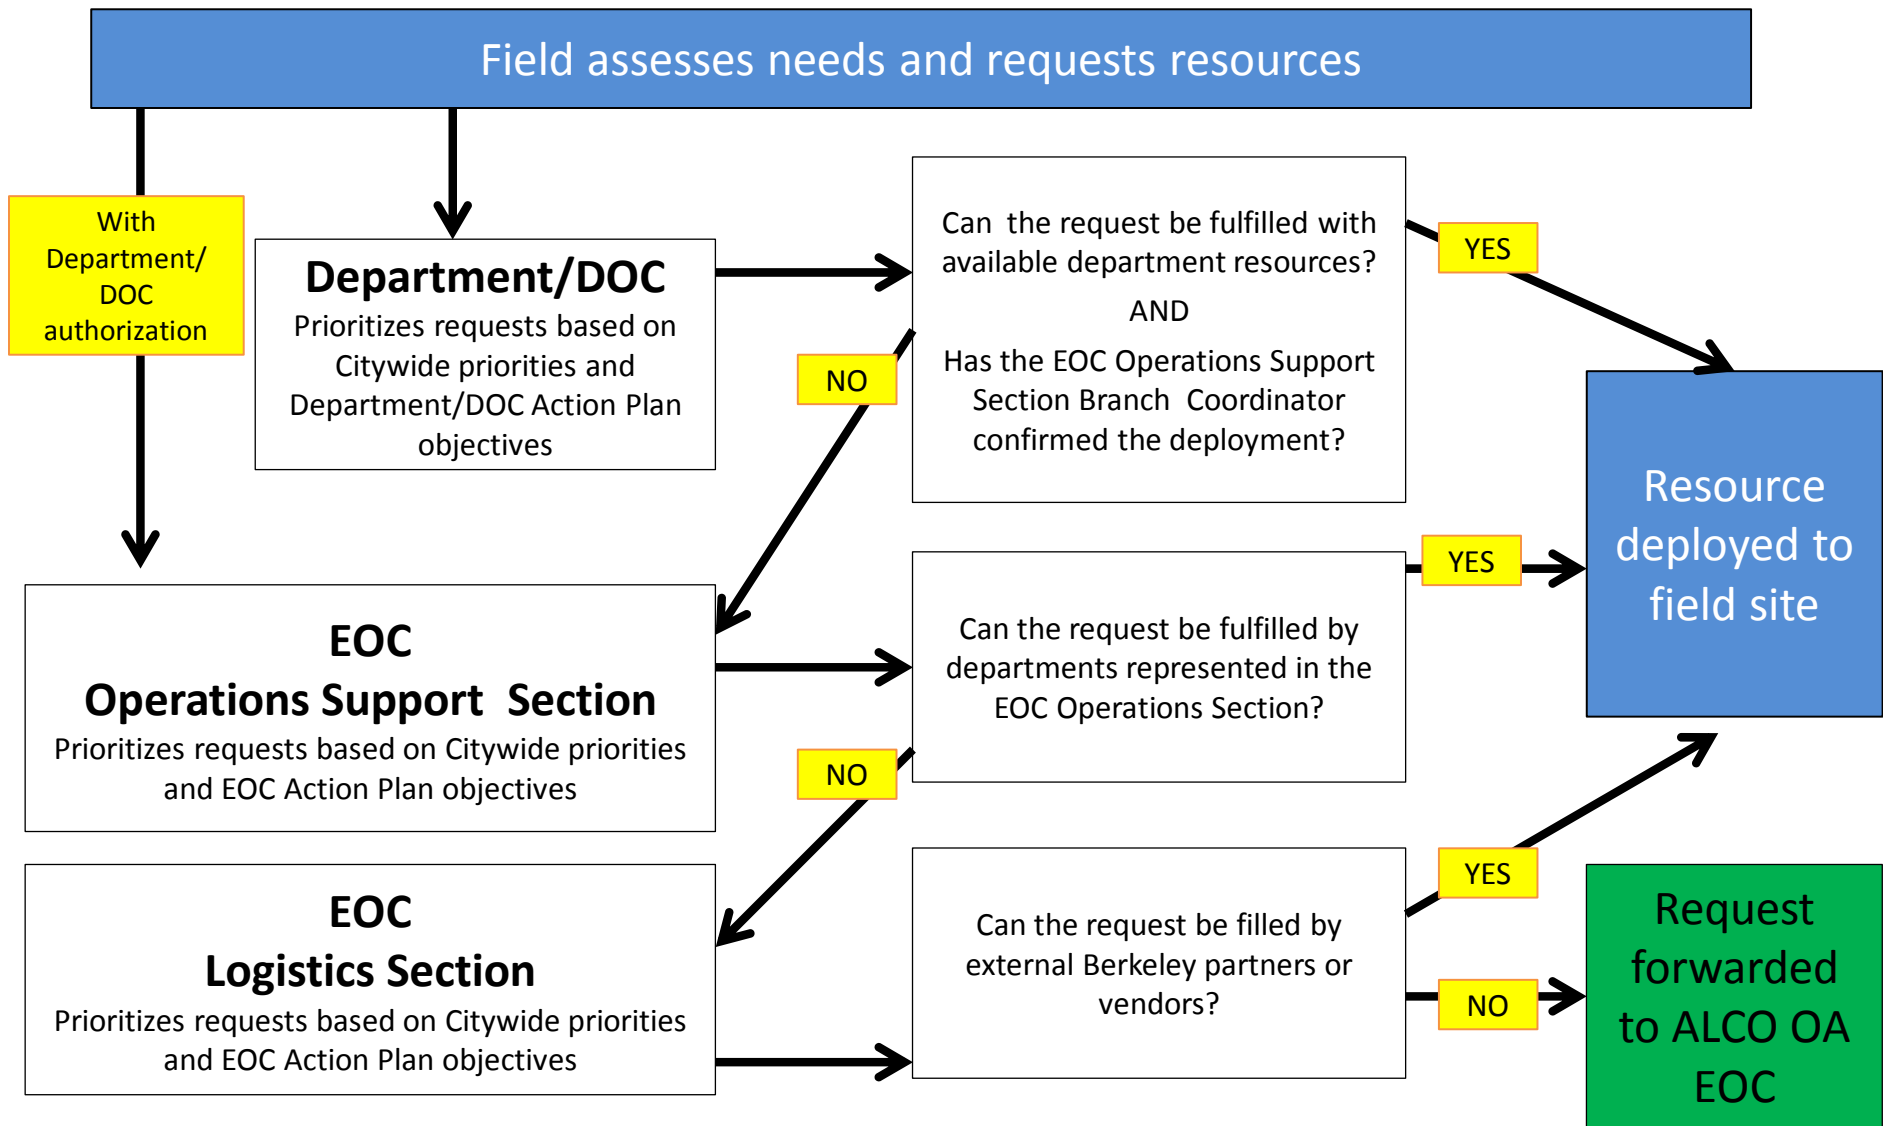 Field assesses needs and requests resources
With
Department/
DOC
authorization
Department/DOC
Prioritizes requests based on
Citywide priorities and
Department/DOC Action Plan
objectives
Can the request be fulfilled with
available department resources?
AND
Has the EOC Operations Support
Section Branch Coordinator
confirmed the deployment?
YES
NO
Resource
deployed to
field site
EOC
Operations Support Section
Prioritizes requests based on Citywide priorities
and EOC Action Plan objectives
Can the request be fulfilled by
departments represented in the
EOC Operations Section?
YES
NO
EOC
Logistics Section
Prioritizes requests based on Citywide priorities
and EOC Action Plan objectives
Can the request be filled by
external Berkeley partners or
vendors?
YES
NO
Request
forwarded
to ALCO OA
EOC